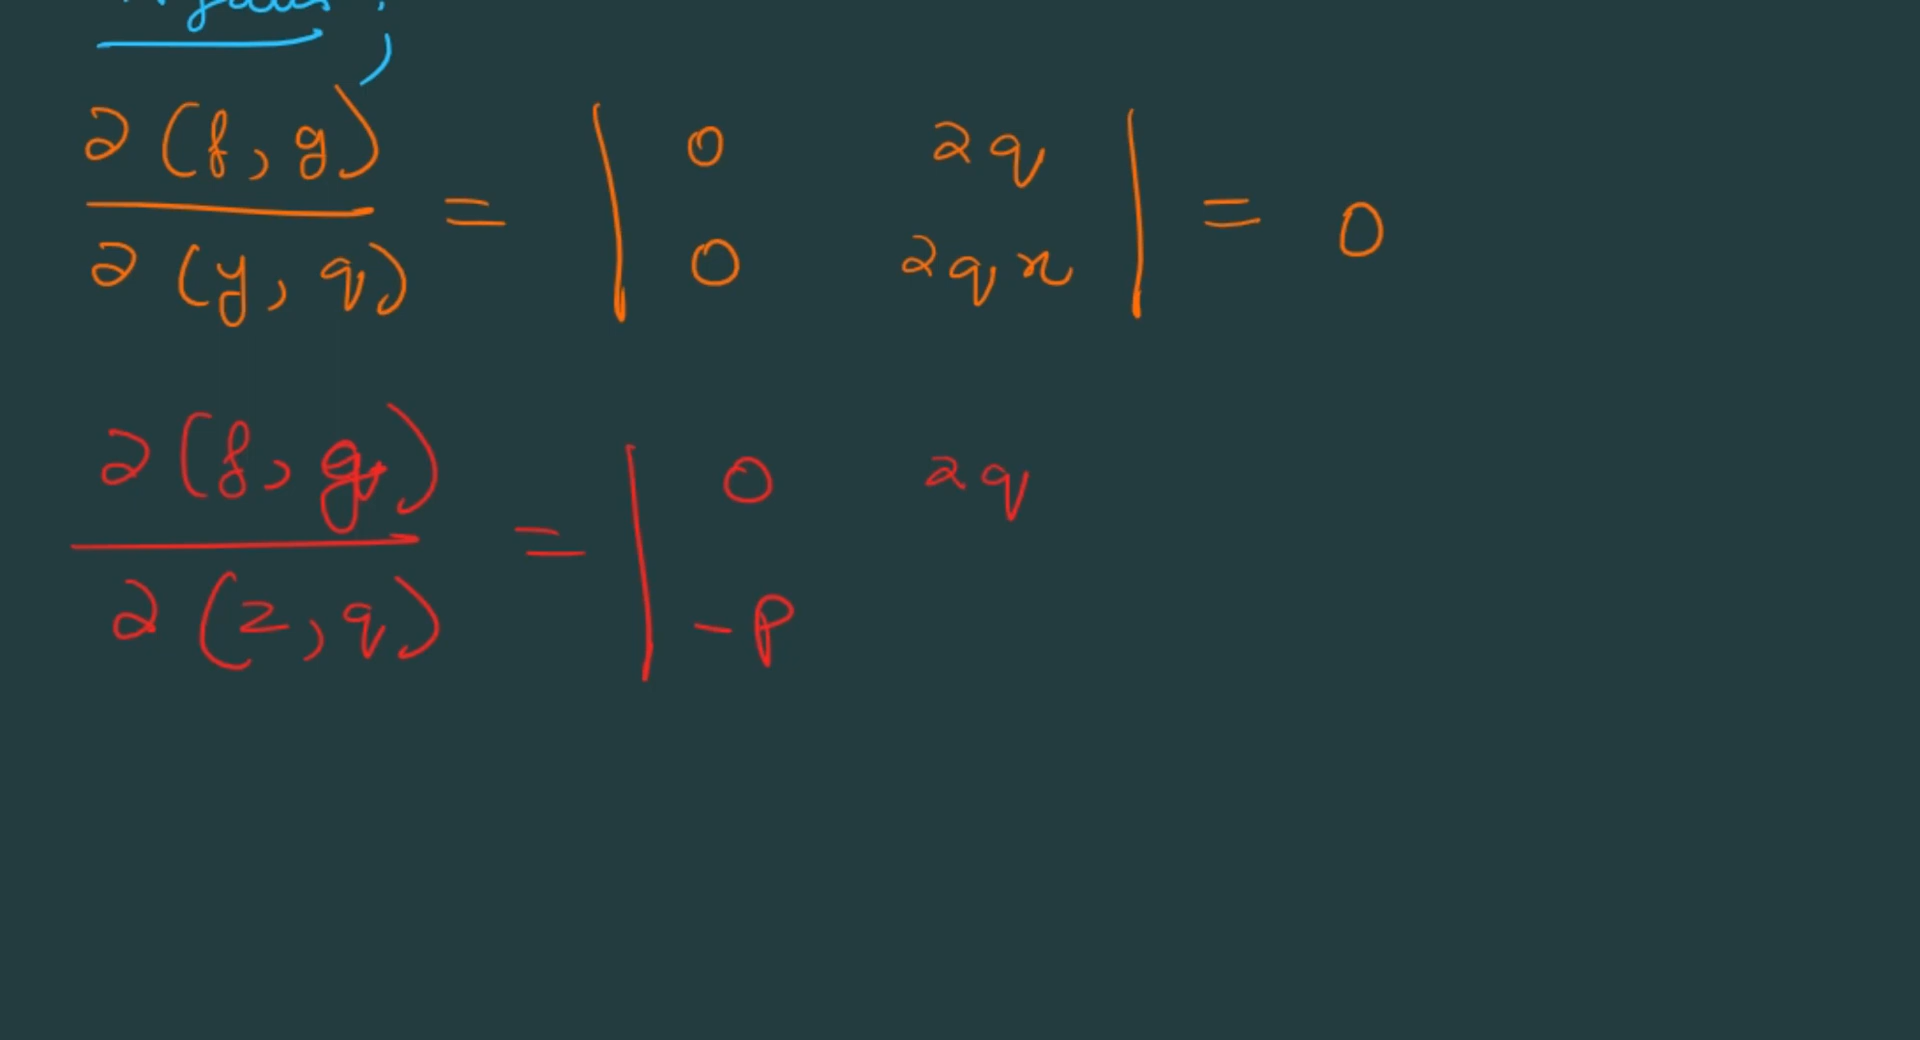 ∂(f, g)/∂(y, q) = | 0 2q | = 0
| 0 2qx |
∂(f, g)/∂(z, q) = | 0 2q
| -p